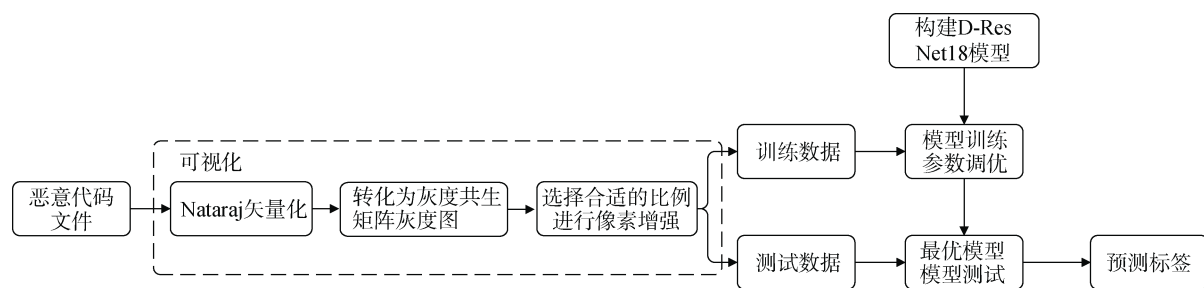 构建D-Res
Net18模型
训练数据
模型训练
参数调优
可视化
恶意代码
文件
Nataraj矢量化
转化为灰度共生
矩阵灰度图
选择合适的比例
进行像素增强
测试数据
最优模型
模型测试
预测标签